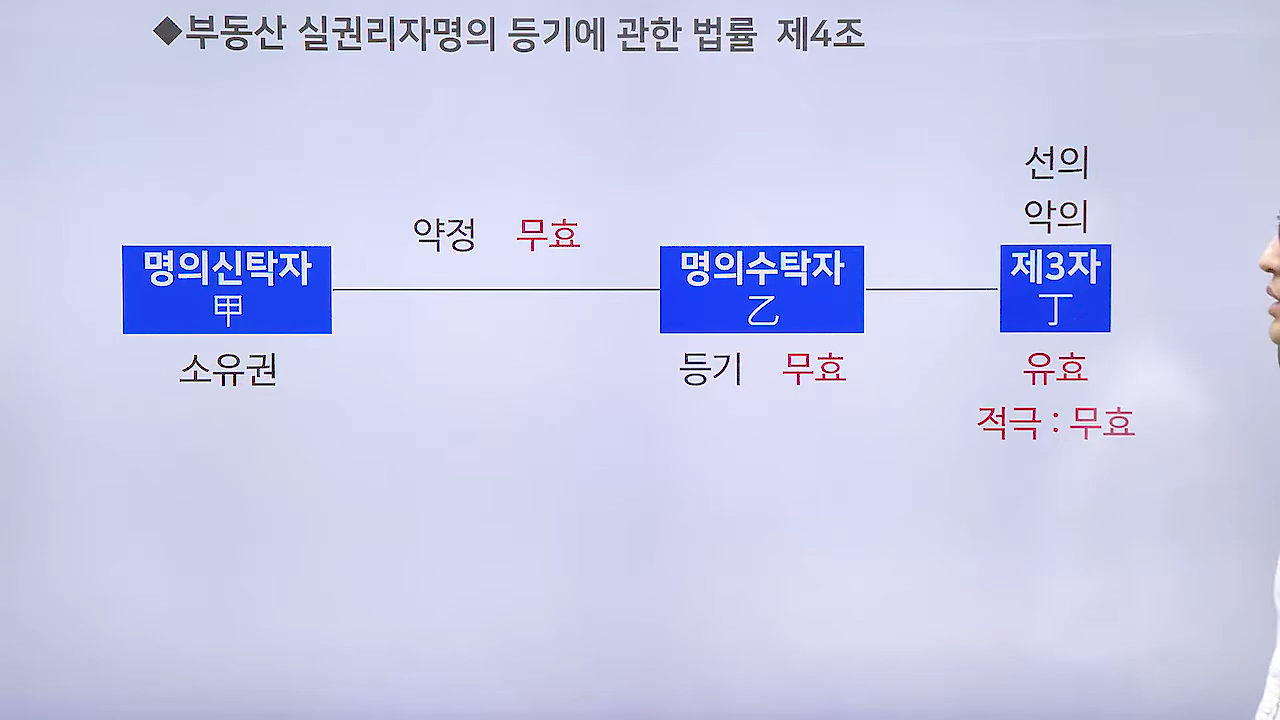 ◆부동산 실권리자명의 등기에 관한 법률 제4조
선의
악의
약정 무효
명의신탁자
甲
명의수탁자
乙
제3자
丁
소유권
등기 무효
유효
적극 : 무효